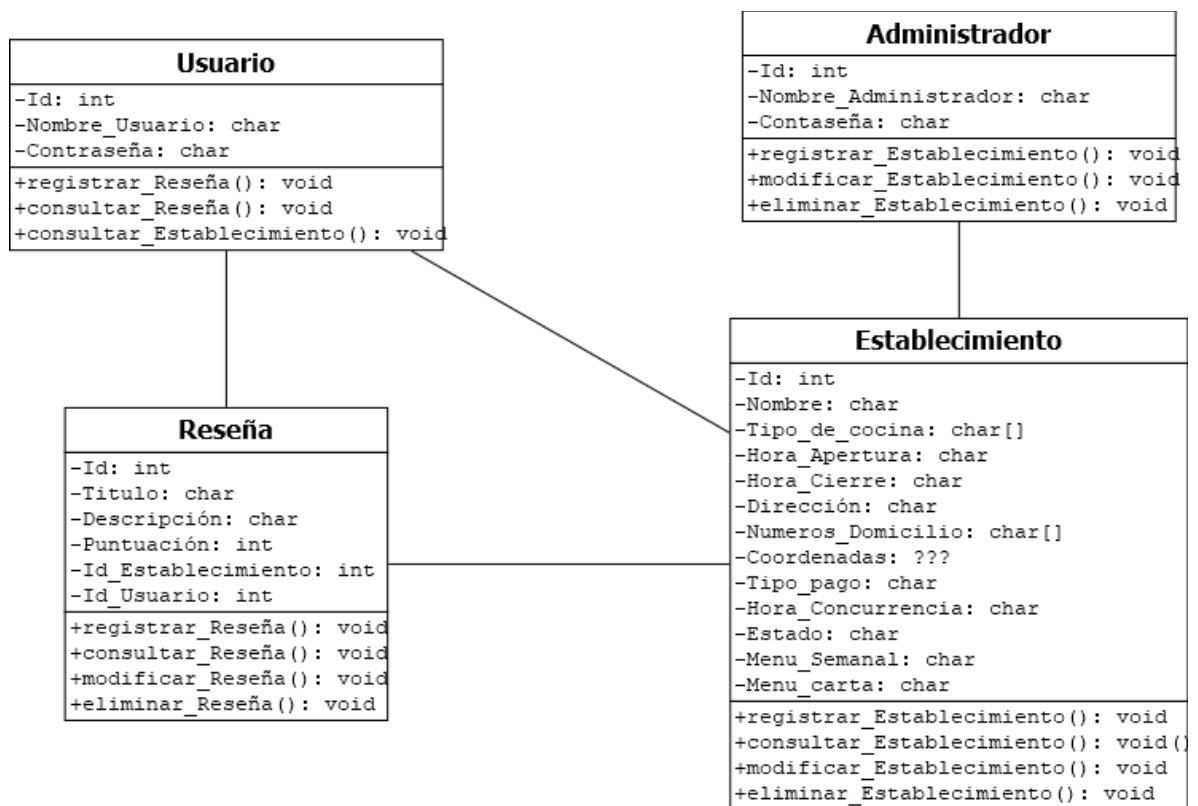 Usuario
-Id: int
-Nombre_Usuario: char
-Contraseña: char
+registrar_Reseña(): void
+consultar_Reseña(): void
+consultar_Establecimiento(): void
Administrador
-Id: int
-Nombre_Administrador: char
-Contaseña: char
+registrar_Establecimiento(): void
+modificar_Establecimiento(): void
+eliminar_Establecimiento(): void
Reseña
-Id: int
-Titulo: char
-Descripción: char
-Puntuación: int
-Id_Establecimiento: int
-Id_Usuario: int
+registrar_Reseña(): void
+consultar_Reseña(): void
+modificar_Reseña(): void
+eliminar_Reseña(): void
Establecimiento
-Id: int
-Nombre: char
-Tipo_de_cocina: char[]
-Hora_Apertura: char
-Hora_Cierre: char
-Dirección: char
-Numeros_Domicilio: char[]
-Coordenadas: ???
-Tipo_pago: char
-Hora_Concurrencia: char
-Estado: char
-Menu_Semanal: char
-Menu_carta: char
+registrar_Establecimiento(): void
+consultar_Establecimiento(): void()
+modificar_Establecimiento(): void
+eliminar_Establecimiento(): void